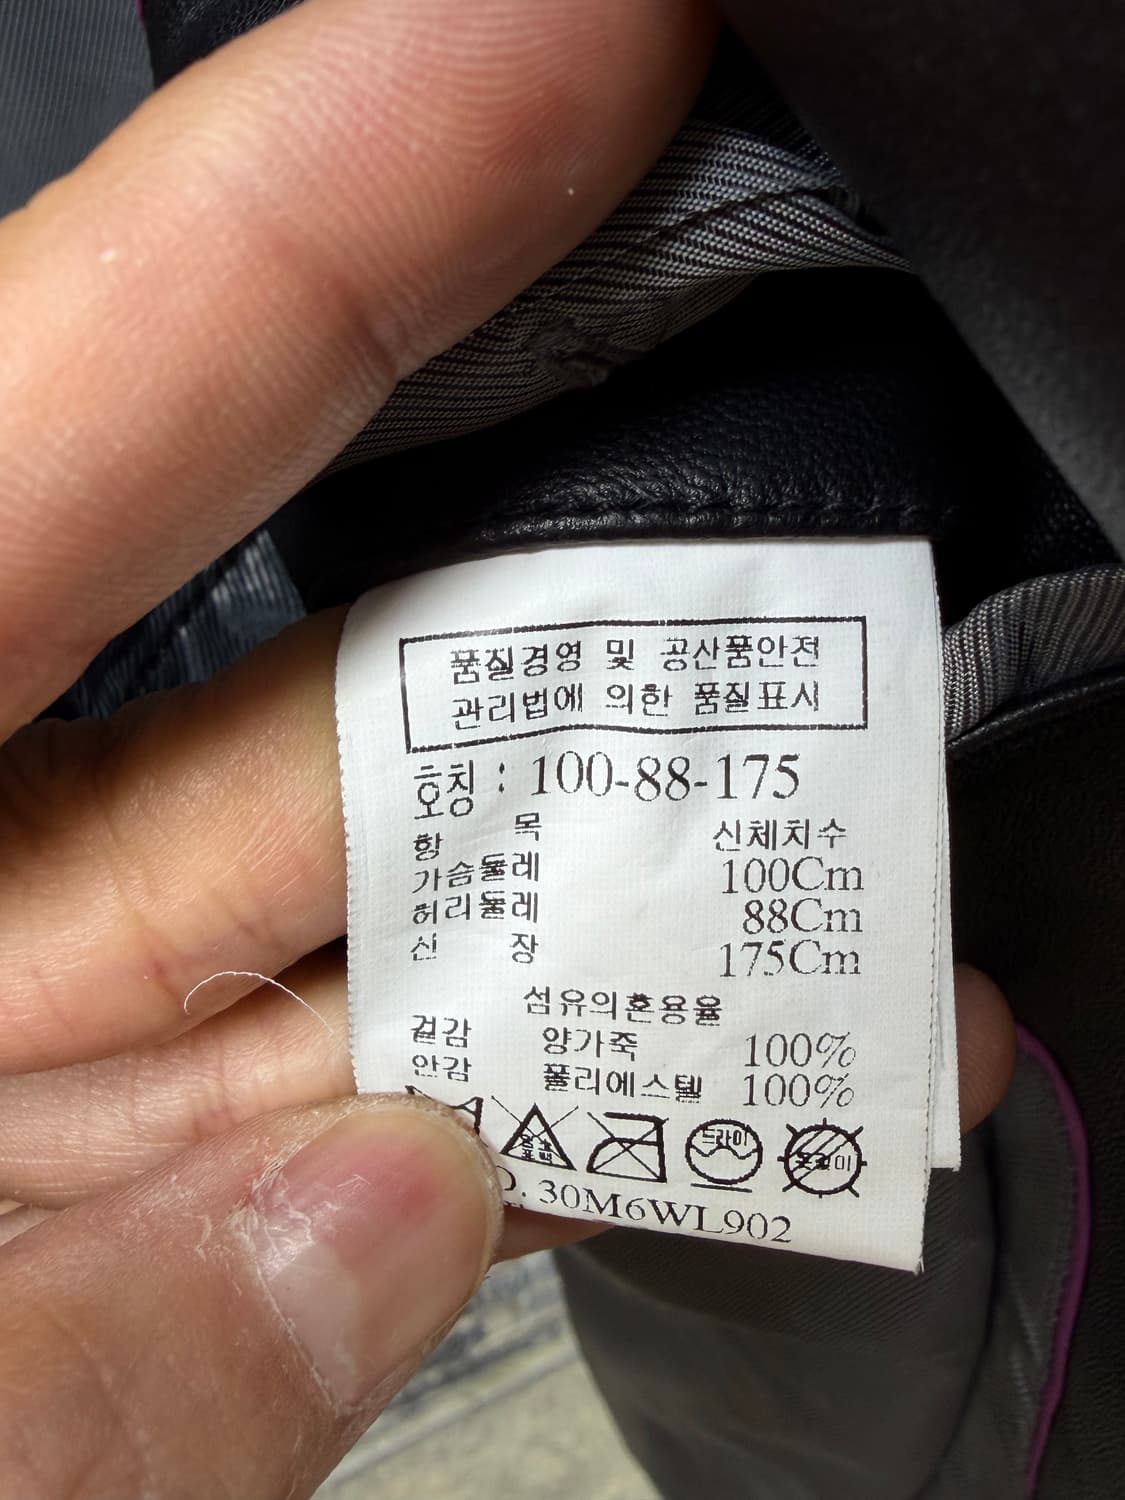 품질경영 및 공산품안전
관리법에 의한 품질표시
호칭 : 100-88-175
항 목 신체치수
가슴둘레 100Cm
허리둘레 88Cm
신 장 175Cm
섬유의혼용율
겉감 양가죽 100%
안감 폴리에스텔 100%
드라이
30M6WL902